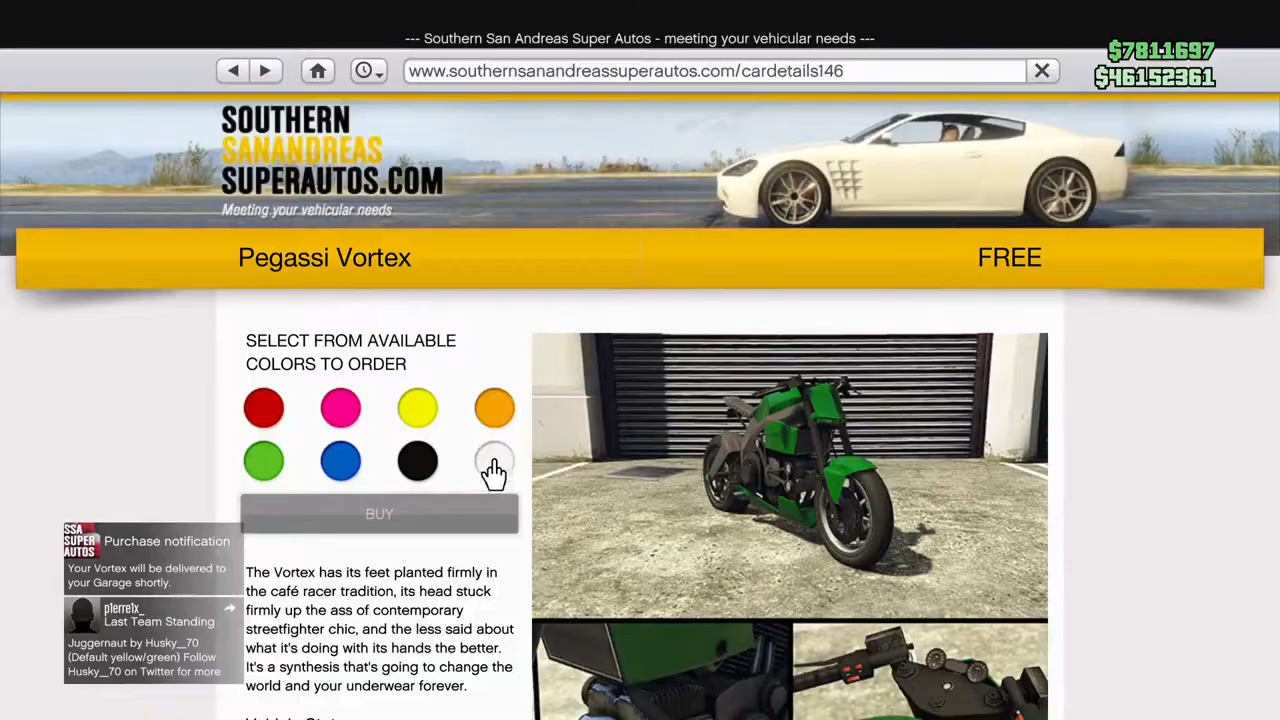 --- Southern San Andreas Super Autos - meeting your vehicular needs ---
$7811697
www.southernsanandreassuperautos.com/cardetails146
$46152361
SOUTHERN
SANANDREAS
SUPERAUTOS.COM
Meeting your vehicular needs
Pegassi Vortex
FREE
SELECT FROM AVAILABLE
COLORS TO ORDER
BUY
The Vortex has its feet planted firmly in
the café racer tradition, its head stuck
firmly up the ass of contemporary
streetfighter chic, and the less said about
what it's doing with its hands the better.
It's a synthesis that's going to change the
world and your underwear forever.
SSA
SUPER
AUTOS
Purchase notification
Your Vortex will be delivered to
your Garage shortly.
p1erre1x_
Last Team Standing
Juggernaut by Husky__70
(Default yellow/green) Follow
Husky__70 on Twitter for more